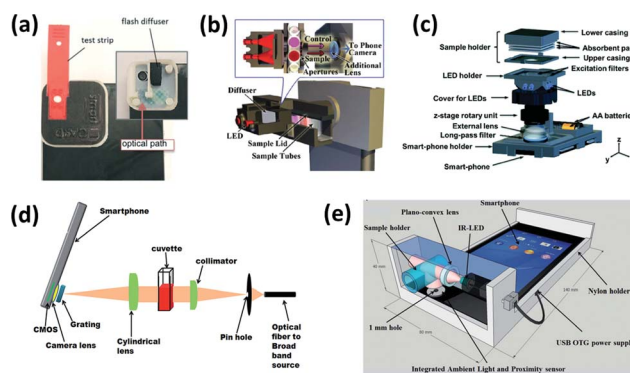 (a)
flash diffuser
test strip
optical path
(b)
Control
Sample
Apertures
To Phone
Camera
Additional
Lens
Diffuser
LED
Sample Lid
Sample Tubes
(c)
Lower casing
Sample holder
Absorbent pa
Upper casing
Excitation filters
LED holder
LEDs
Cover for LEDs
z-stage rotary unit
AA batterie
External lens
Long-pass filter
Smart-phone holder
Smart-phone
z
y
(d)
Smartphone
cuvette
collimator
CMOS
Camera lens
Grating
Cylindrical
lens
Pin hole
Optical fiber to
Broad
band
source
(e)
Smartphone
Plano-convex lens
IR-LED
Sample holder
1 mm hole
140 mm
Nylon holder
USB OTG power suppl
Integrated Ambient Light and Proximity sensor